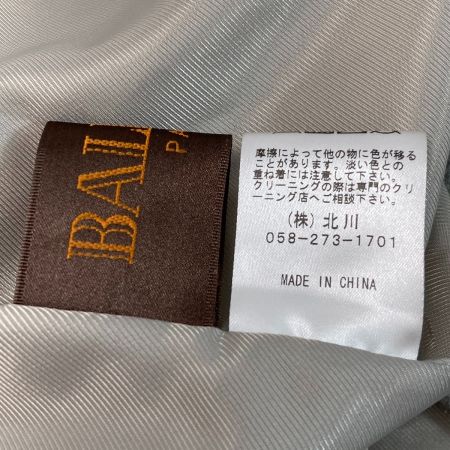 BAL
PA
摩擦によって他の物に色が移る
ことがあります。淡い色との
重ね着には注意して下さい。
クリーニングの際は専門のクリ
ーニング店へご相談下さい。
(株)北川
058-273-1701
MADE IN CHINA